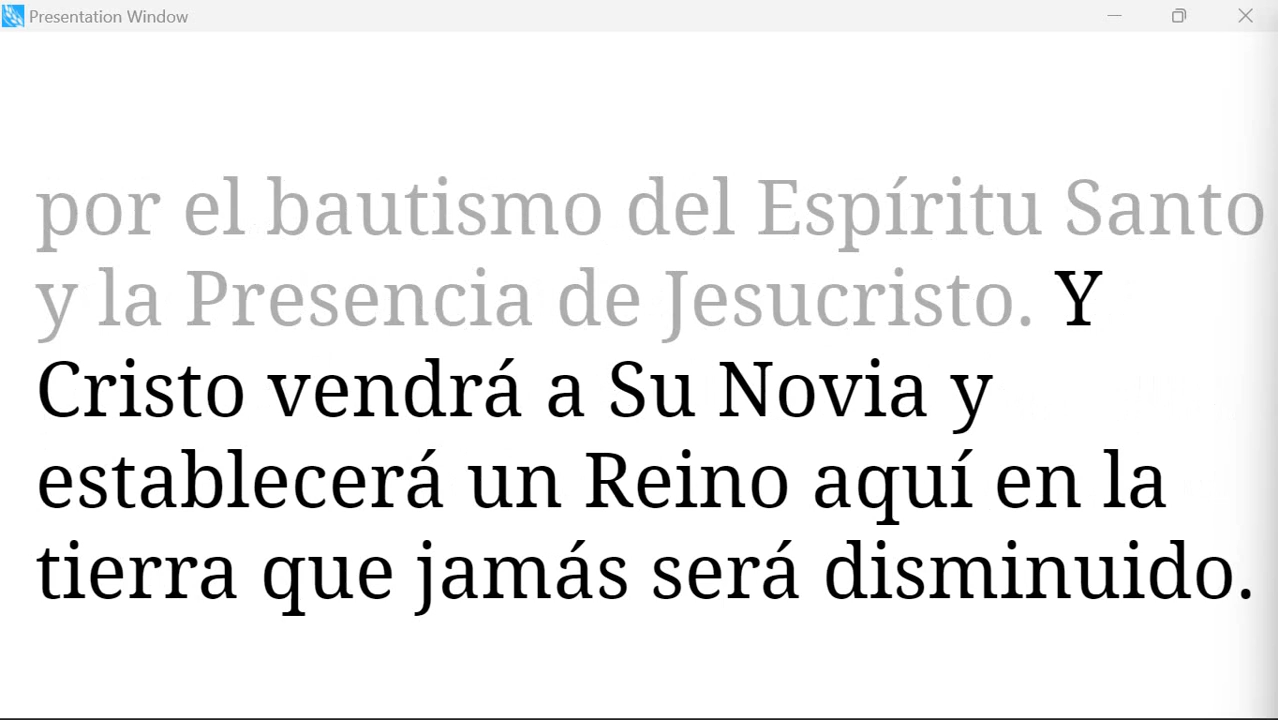 Presentation Window
por el bautismo del Espíritu Santo
y la Presencia de Jesucristo. Y
Cristo vendrá a Su Novia y
establecerá un Reino aquí en la
tierra que jamás será disminuido.